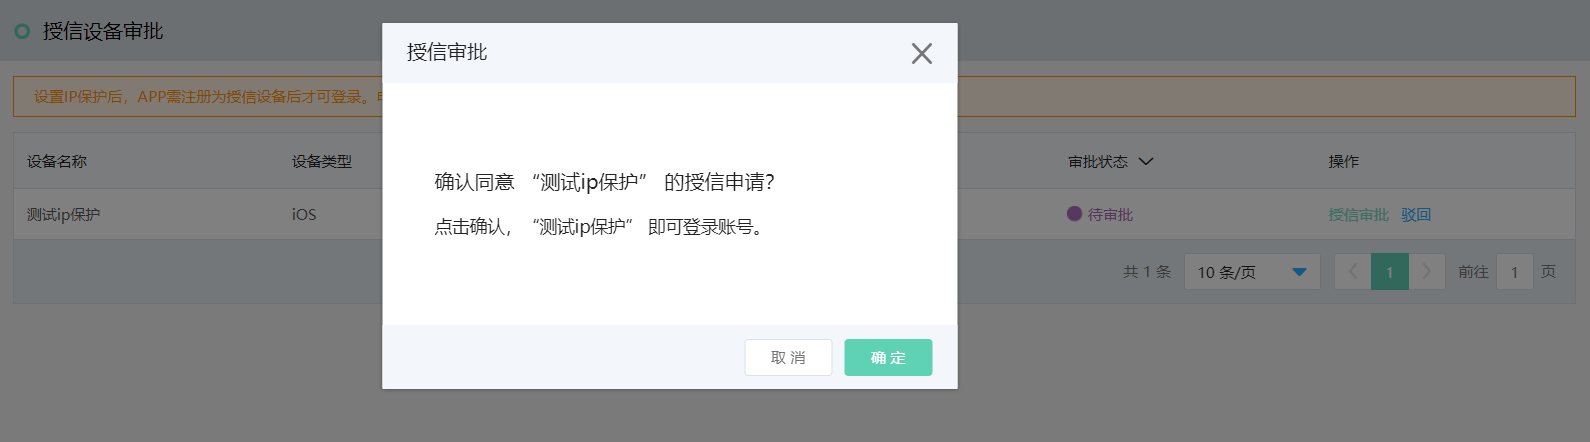 授信设备审批
授信审批
设置IP保护后，APP需注册为授信设备后才可登录。
设备名称 设备类型 审批状态 操作
确认同意 “测试ip保护” 的授信申请？
测试ip保护 iOS 待审批 授信审批 驳回
点击确认， “测试ip保护” 即可登录账号。
共 1 条 10 条/页 1 前往 1 页
取 消 确 定